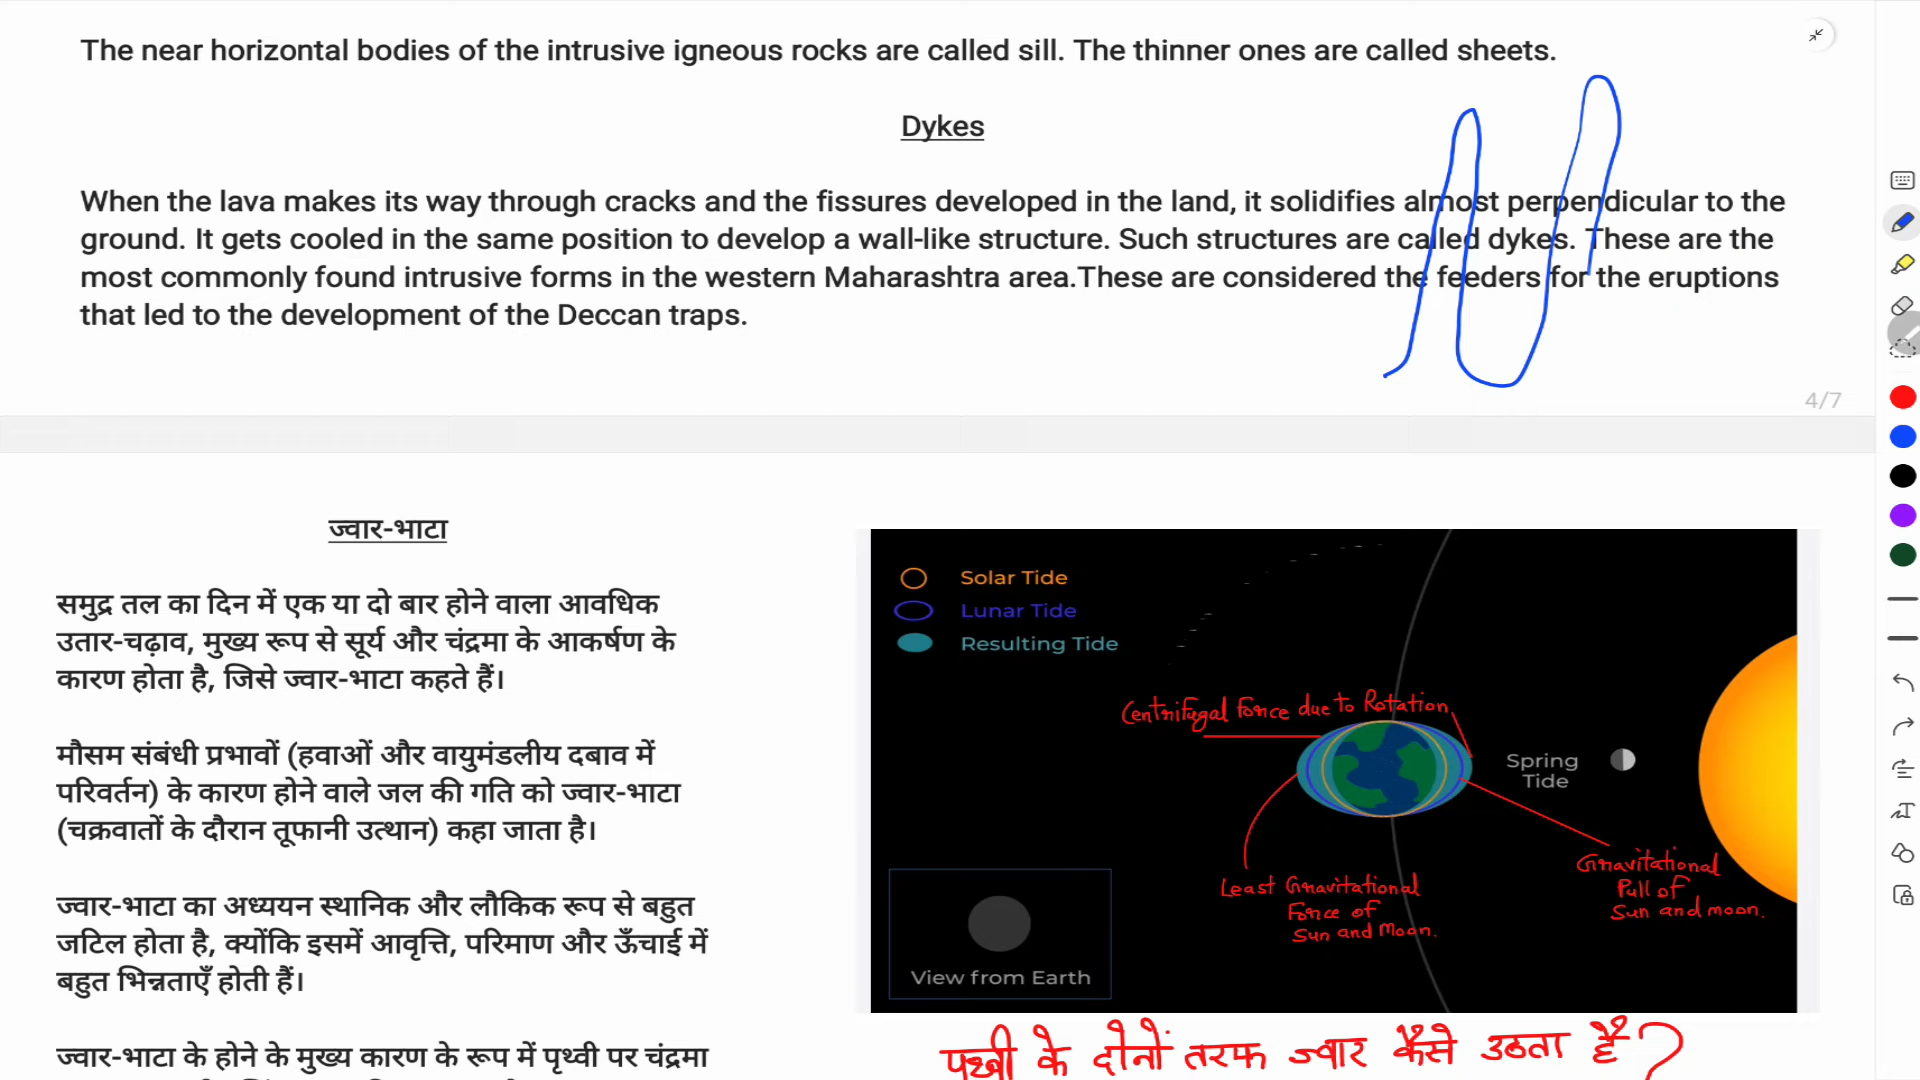 The near horizontal bodies of the intrusive igneous rocks are called sill. The thinner ones are called sheets.
Dykes
When the lava makes its way through cracks and the fissures developed in the land, it solidifies almost perpendicular to the
ground. It gets cooled in the same position to develop a wall-like structure. Such structures are called dykes. These are the
most commonly found intrusive forms in the western Maharashtra area.These are considered the feeders for the eruptions
that led to the development of the Deccan traps.
4/7
ज्वार-भाटा
समुद्र तल का दिन में एक या दो बार होने वाला आवधिक
उतार-चढ़ाव, मुख्य रूप से सूर्य और चंद्रमा के आकर्षण के
कारण होता है, जिसे ज्वार-भाटा कहते हैं।
मौसम संबंधी प्रभावों (हवाओं और वायुमंडलीय दबाव में
परिवर्तन) के कारण होने वाले जल की गति को ज्वार-भाटा
(चक्रवातों के दौरान तूफानी उत्थान) कहा जाता है।
ज्वार-भाटा का अध्ययन स्थानिक और लौकिक रूप से बहुत
जटिल होता है, क्योंकि इसमें आवृत्ति, परिमाण और ऊँचाई में
बहुत भिन्नताएँ होती हैं।
ज्वार-भाटा के होने के मुख्य कारण के रूप में पृथ्वी पर चंद्रमा
Solar Tide
Lunar Tide
Resulting Tide
Centrifugal Force due to Rotation
Spring
Tide
Gravitational
Pull of
Sun and moon.
Least Gravitational
Force of
Sun and Moon.
View from Earth
पृथ्वी के दोनों तरफ ज्वार कैसे उठता है?